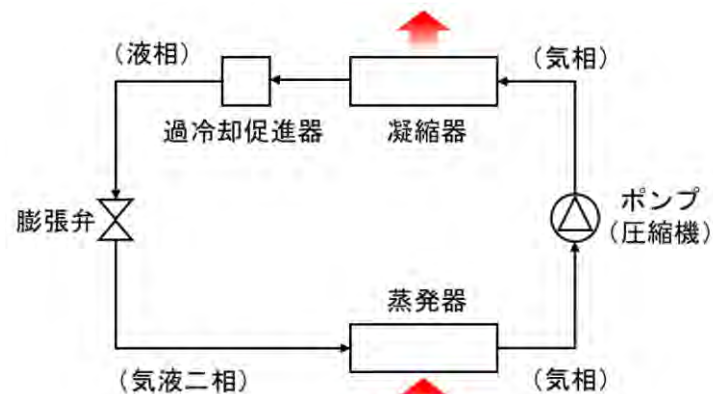 （液相）
（気相）
過冷却促進器
凝縮器
膨張弁
ポンプ
（圧縮機）
蒸発器
（気液二相）
（気相）